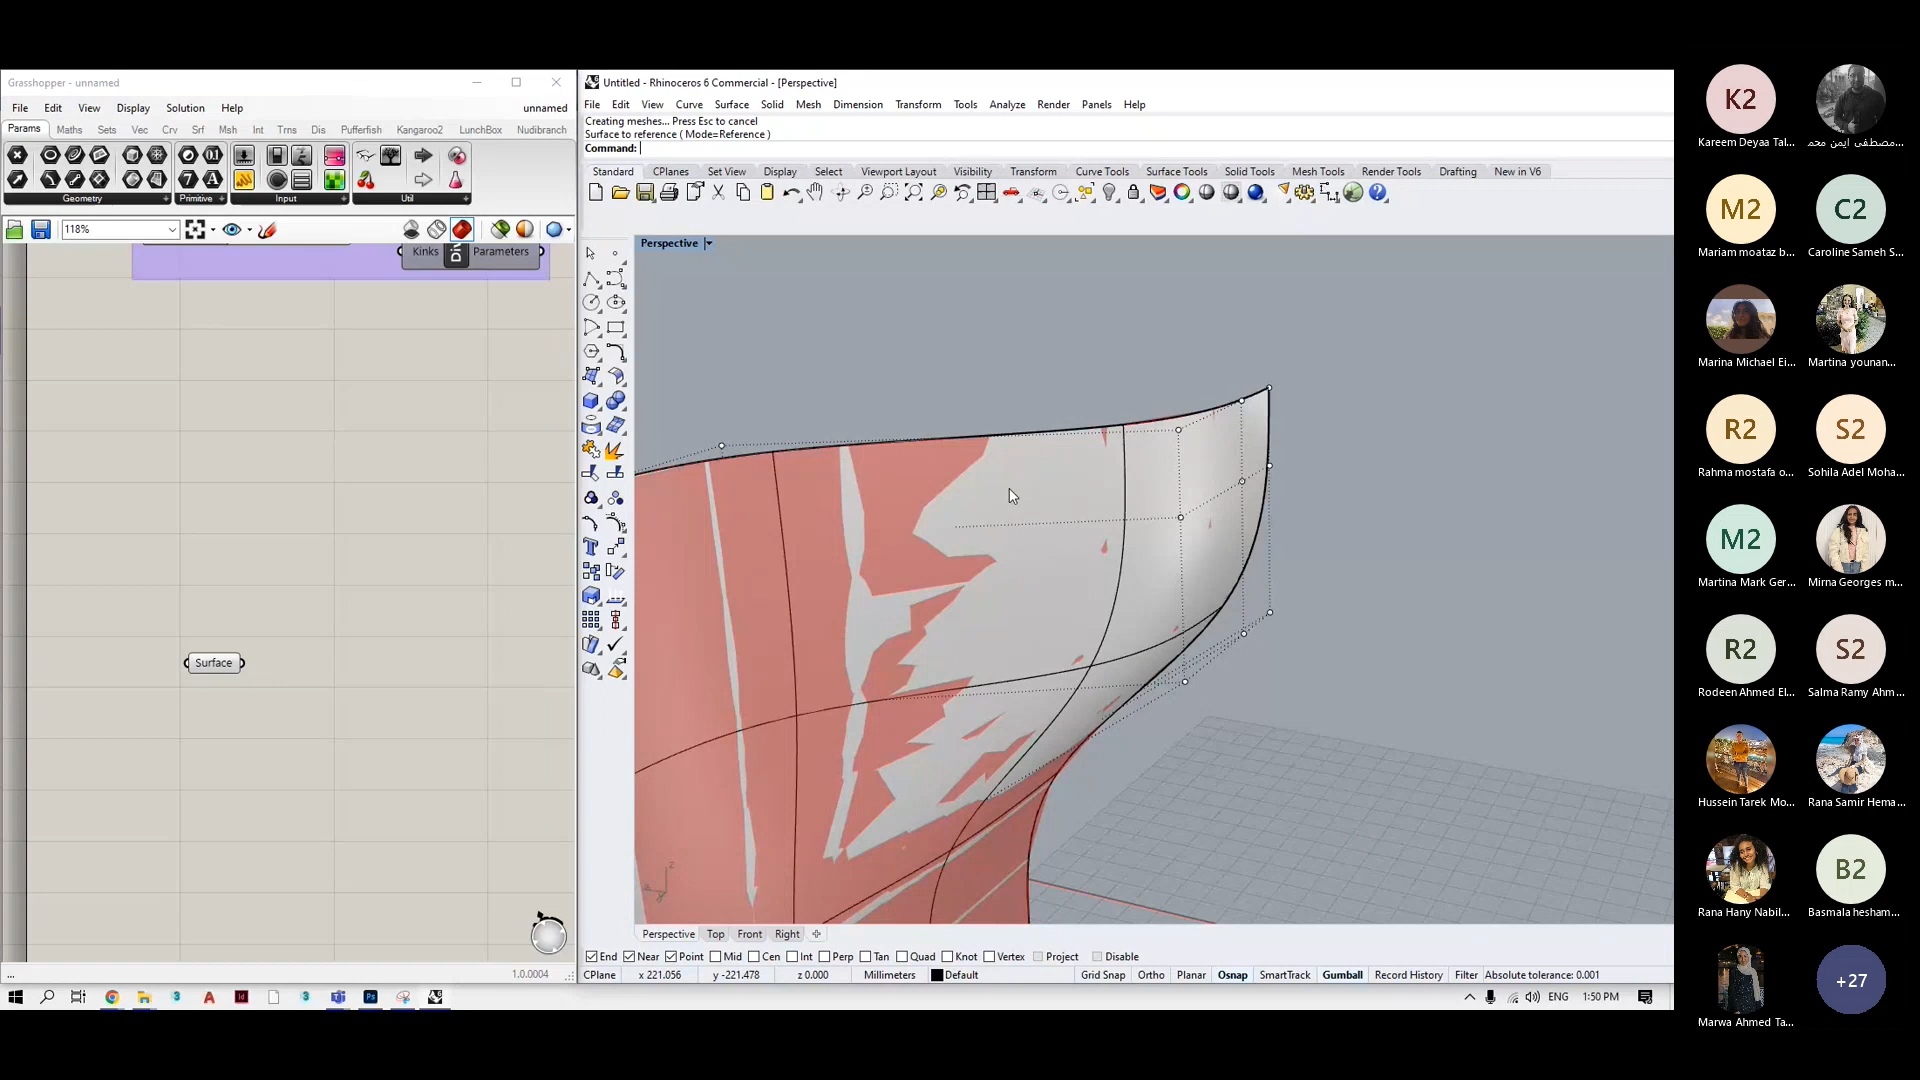 Grasshopper - unnamed
File Edit View Display Solution Help unnamed
Params Maths Sets Vec Crv Srf Msh Int Trns Dis Pufferfish Kangaroo2 LunchBox Nudibranch
Geometry + Primitive + Input + Util +
118%
Kinks Parameters
Surface
...
1.0.0004
Untitled - Rhinoceros 6 Commercial - [Perspective]
File Edit View Curve Surface Solid Mesh Dimension Transform Tools Analyze Render Panels Help
Creating meshes... Press Esc to cancel
Surface to reference ( Mode=Reference )
Command:
Standard CPlanes Set View Display Select Viewport Layout Visibility Transform Curve Tools Surface Tools Solid Tools Mesh Tools Render Tools Drafting New in V6
Perspective
z
Perspective Top Front Right
End Near Point Mid Cen Int Perp Tan Quad Knot Vertex Project Disable
CPlane x 221.056 y -221.478 z 0.000 Millimeters Default Grid Snap Ortho Planar Osnap SmartTrack Gumball Record History Filter Absolute tolerance: 0.001
ENG 1:50 PM
K2
Kareem Deyaa Tal...
مصطفى ايمن محم...
M2
Mariam moataz b...
C2
Caroline Sameh S...
Marina Michael Ei...
Martina younan...
R2
Rahma mostafa o...
S2
Sohila Adel Moha...
M2
Martina Mark Ger...
Mirna Georges m...
R2
Rodeen Ahmed El...
S2
Salma Ramy Ahm...
Hussein Tarek Mo...
Rana Samir Hema...
Rana Hany Nabil...
B2
Basmala hesham...
Marwa Ahmed Ta...
+27